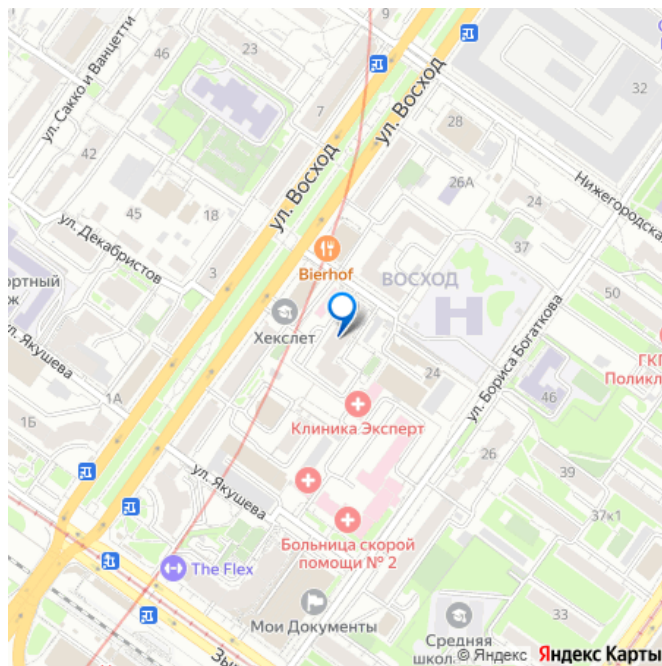 9
23
32
ул. Сакко и Ванцетти
46
7
ул. Восход
28
42
26А
Нижегородска
ул. Восход
24
45
18
37
ул. Декабристов
Bierhof
ВОСХОД
3
50
ортный
ж
Хекслет
ул. Бориса Богаткова
ГКП
Поликл
ул. Якушева
24
1А
46
Клиника Эксперт
1Б
26
39
ул. Якушева
37к1
Больница скорой
помощи № 2
The Flex
33
Мои Документы
Средняя
школ
Зы
© Яндекс Яндекс Карты